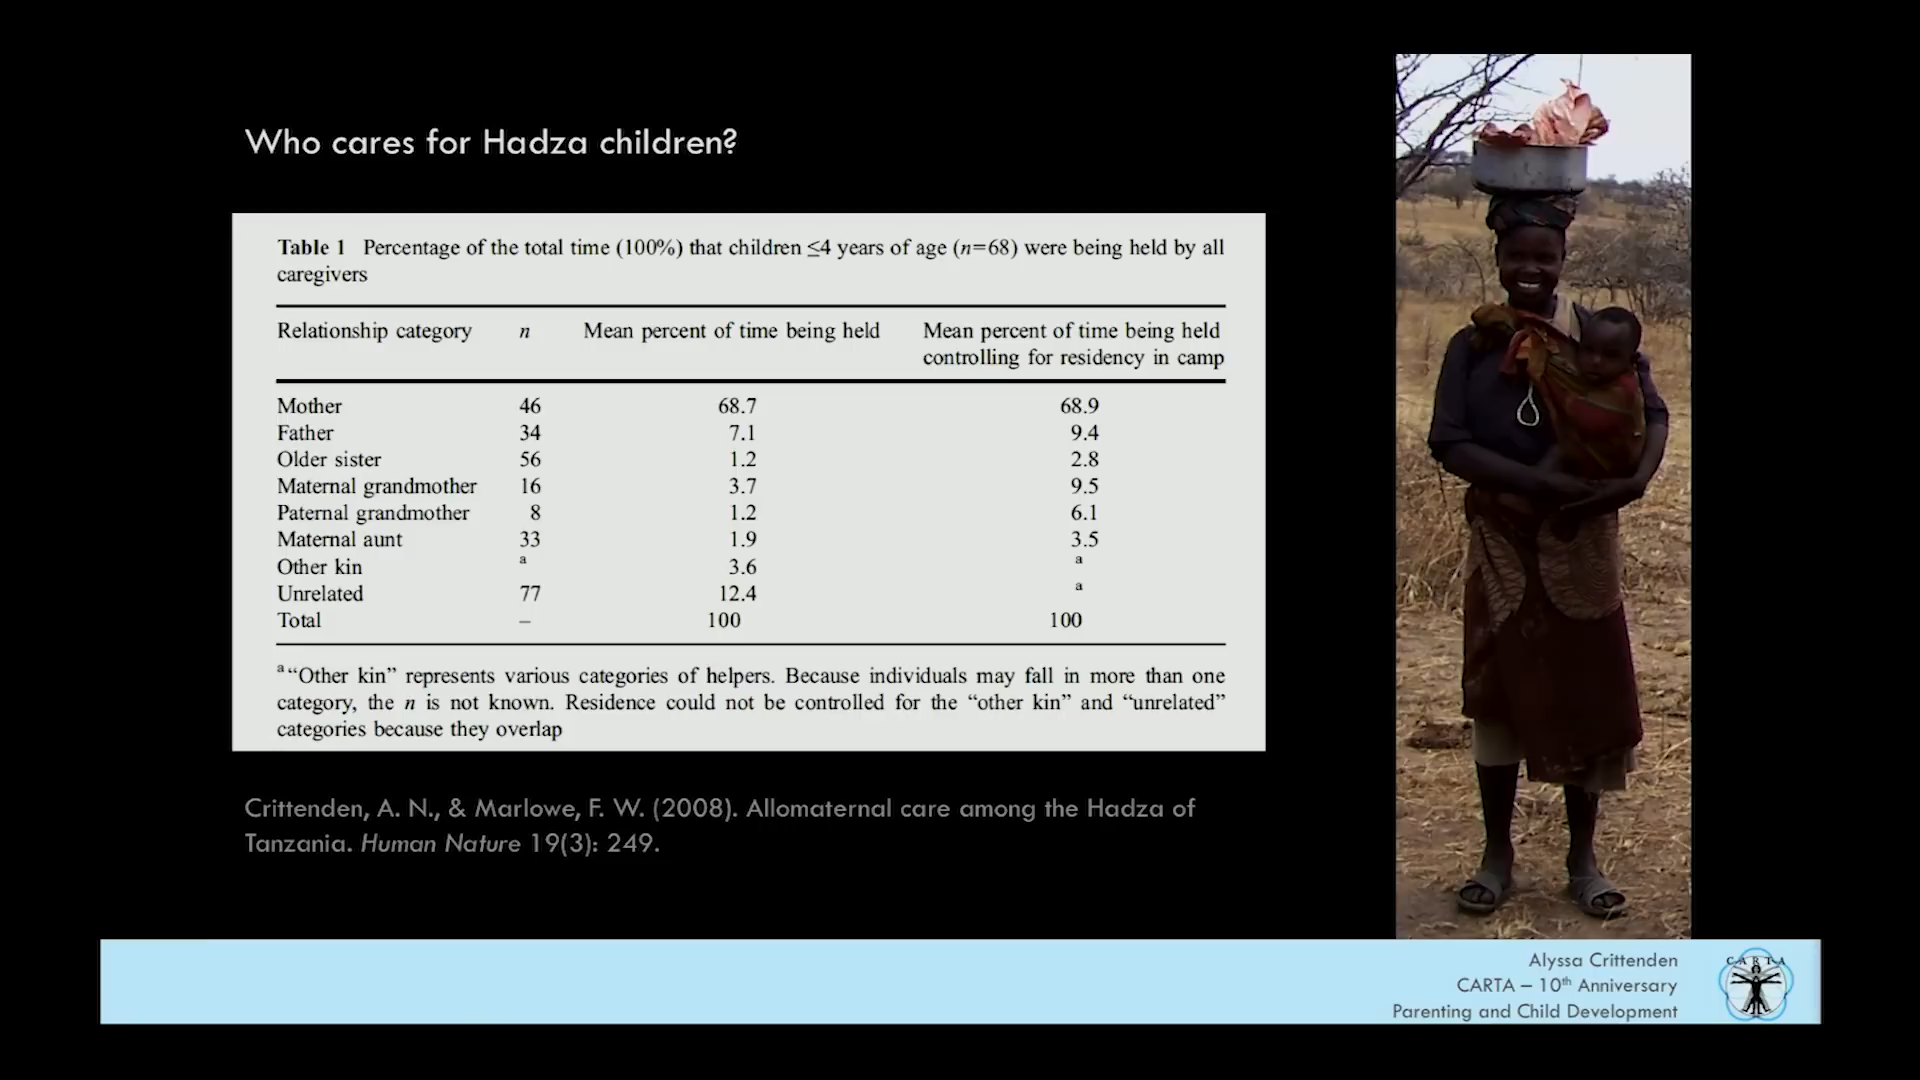 Who cares for Hadza children?
Table 1 Percentage of the total time (100%) that children ≤4 years of age (n=68) were being held by all
caregivers
Relationship category n Mean percent of time being held Mean percent of time being held
controlling for residency in camp
Mother 46 68.7 68.9
Father 34 7.1 9.4
Older sister 56 1.2 2.8
Maternal grandmother 16 3.7 9.5
Paternal grandmother 8 1.2 6.1
Maternal aunt 33 1.9 3.5
Other kin a 3.6 a
Unrelated 77 12.4 a
Total – 100 100
a “Other kin” represents various categories of helpers. Because individuals may fall in more than one
category, the n is not known. Residence could not be controlled for the “other kin” and “unrelated”
categories because they overlap
Crittenden, A. N., & Marlowe, F. W. (2008). Allomaternal care among the Hadza of
Tanzania. Human Nature 19(3): 249.
Alyssa Crittenden
CARTA – 10th Anniversary
Parenting and Child Development
CARTA